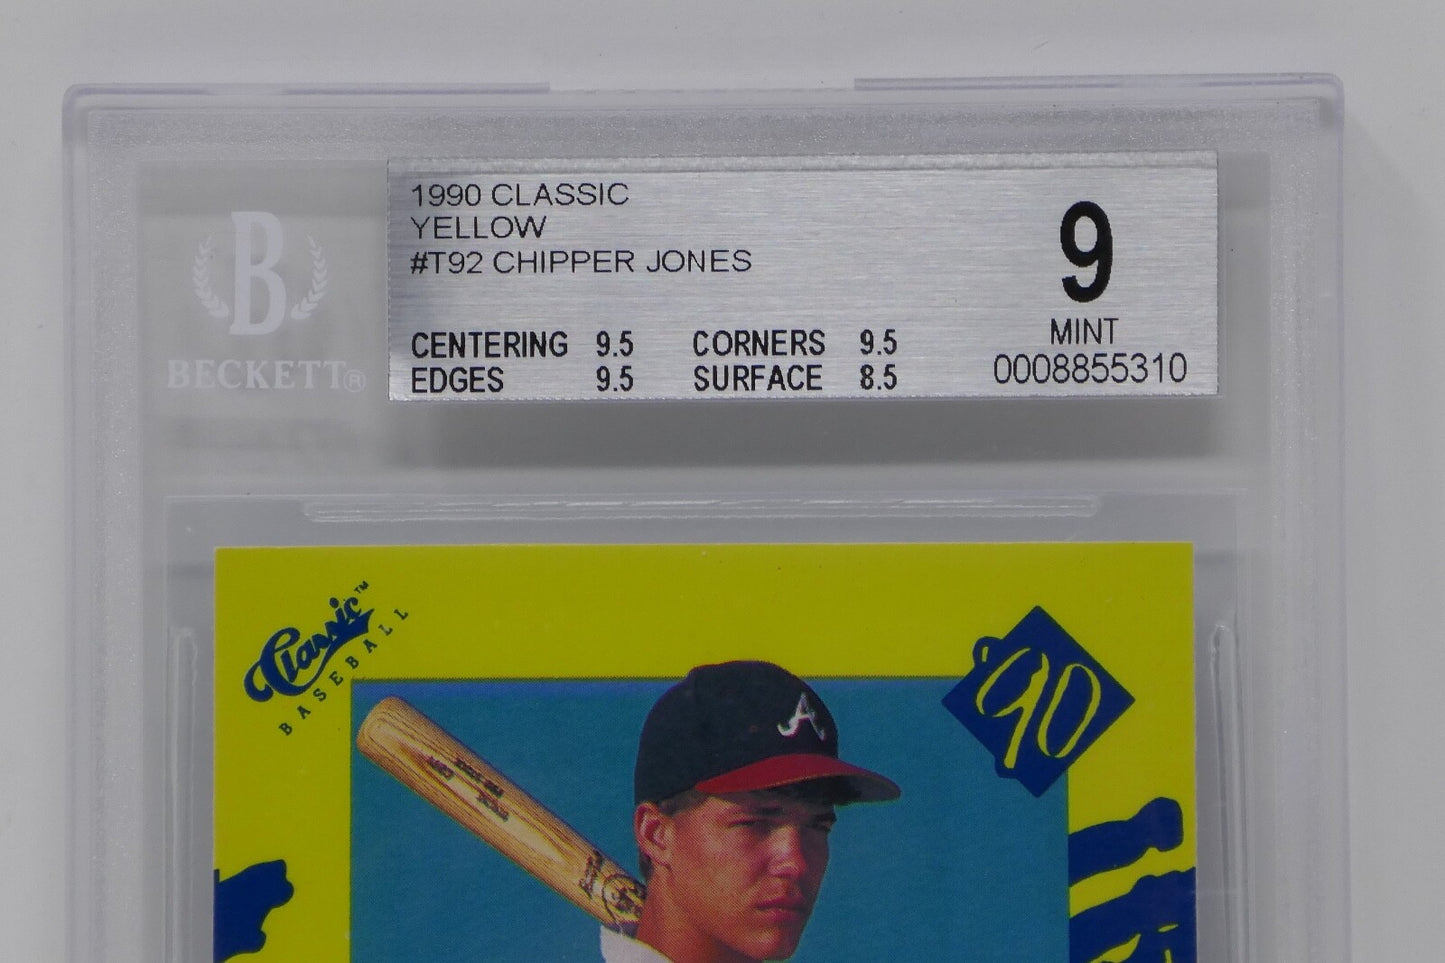 1990 CLASSIC
YELLOW
#T92 CHIPPER JONES
CENTERING 9.5 CORNERS 9.5
EDGES 9.5 SURFACE 8.5
9
MINT
0008855310
B
BECKETT®
Classic™
BASEBALL
90
A